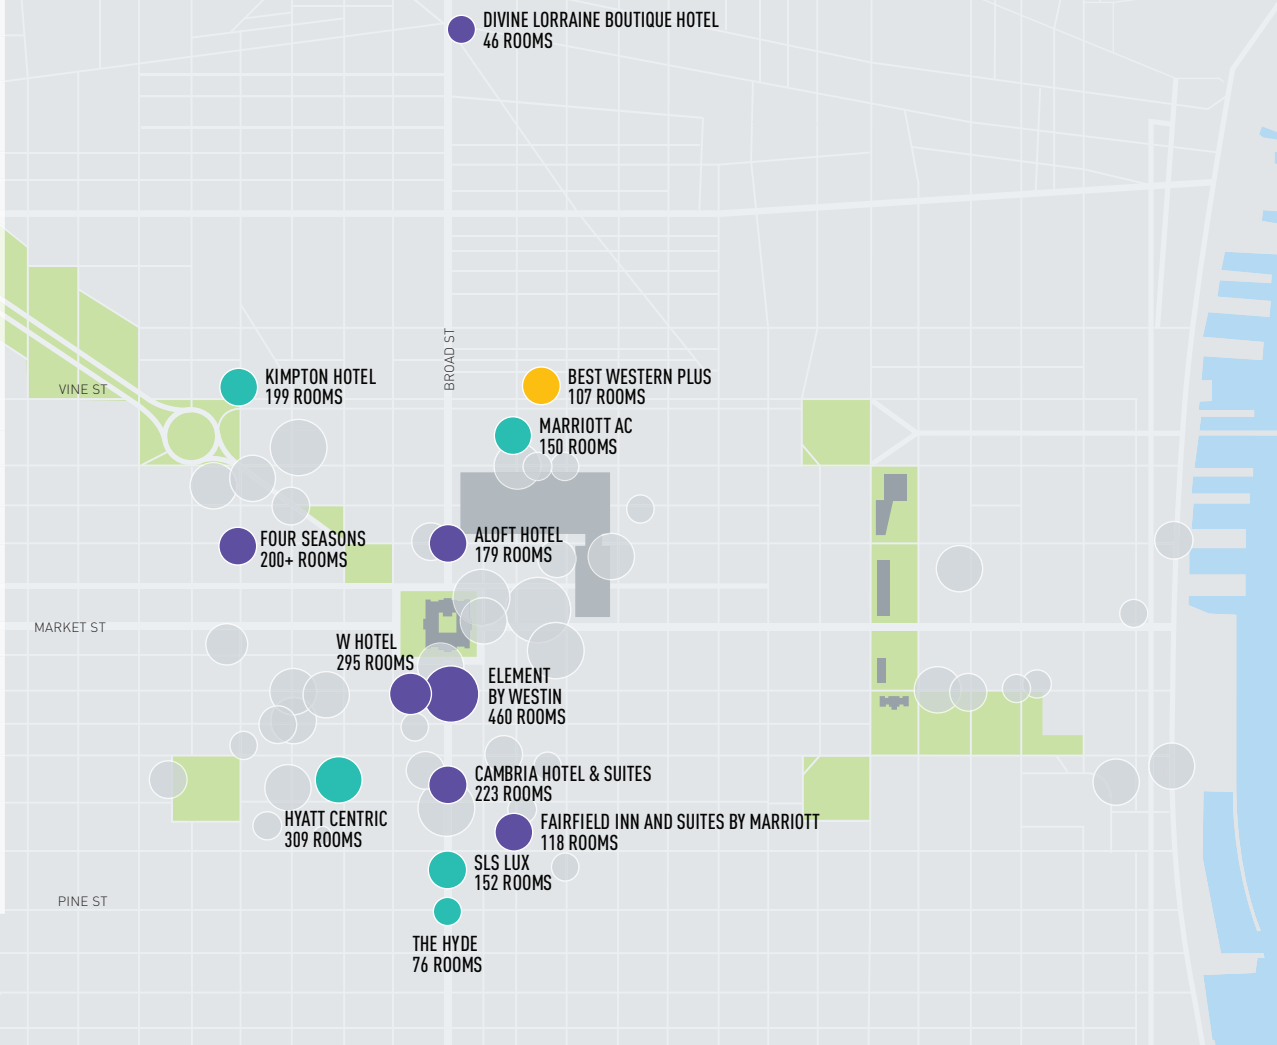 DIVINE LORRAINE BOUTIQUE HOTEL
46 ROOMS
BROAD ST
KIMPTON HOTEL
199 ROOMS
BEST WESTERN PLUS
107 ROOMS
VINE ST
MARRIOTT AC
150 ROOMS
FOUR SEASONS
200+ ROOMS
ALOFT HOTEL
179 ROOMS
MARKET ST
W HOTEL
295 ROOMS
ELEMENT
BY WESTIN
460 ROOMS
CAMBRIA HOTEL & SUITES
223 ROOMS
HYATT CENTRIC
309 ROOMS
FAIRFIELD INN AND SUITES BY MARRIOTT
118 ROOMS
SLS LUX
152 ROOMS
PINE ST
THE HYDE
76 ROOMS